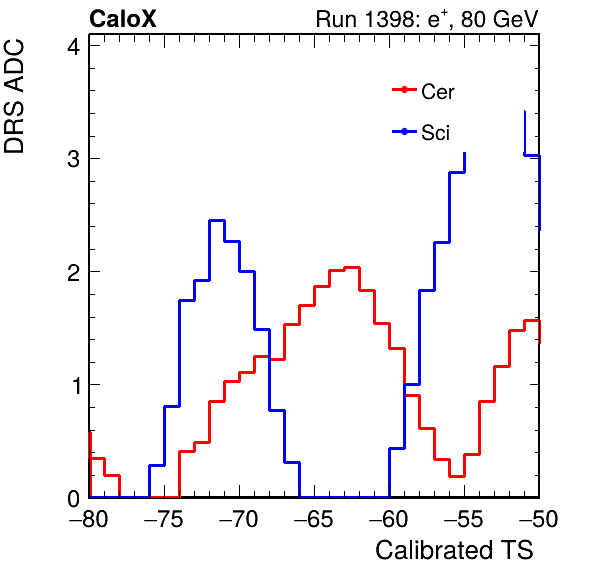 CaloX Run 1398: e⁺, 80 GeV
DRS ADC
4
Cer
Sci
3
2
1
0
−80 −75 −70 −65 −60 −55 −50
Calibrated TS